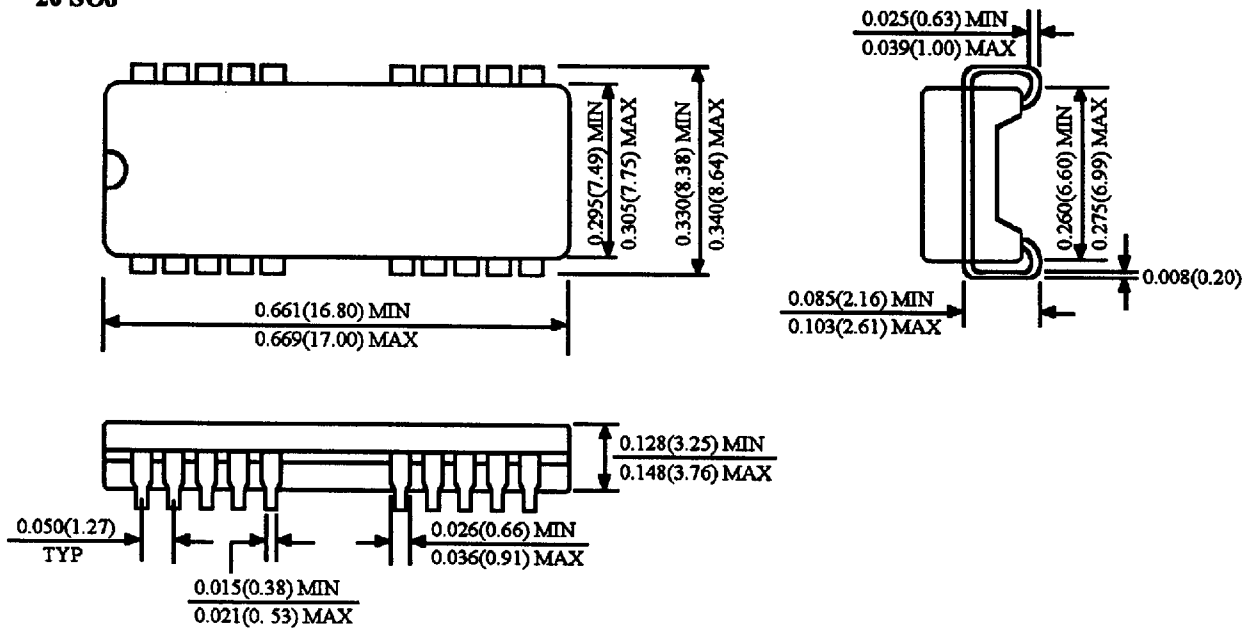 20 SOJ
0.025(0.63) MIN
0.039(1.00) MAX
0.295(7.49) MIN
0.305(7.75) MAX
0.330(8.38) MIN
0.340(8.64) MAX
0.260(6.60) MIN
0.275(6.99) MAX
0.008(0.20)
0.085(2.16) MIN
0.103(2.61) MAX
0.661(16.80) MIN
0.669(17.00) MAX
0.128(3.25) MIN
0.148(3.76) MAX
0.050(1.27)
TYP
0.026(0.66) MIN
0.036(0.91) MAX
0.015(0.38) MIN
0.021(0. 53) MAX